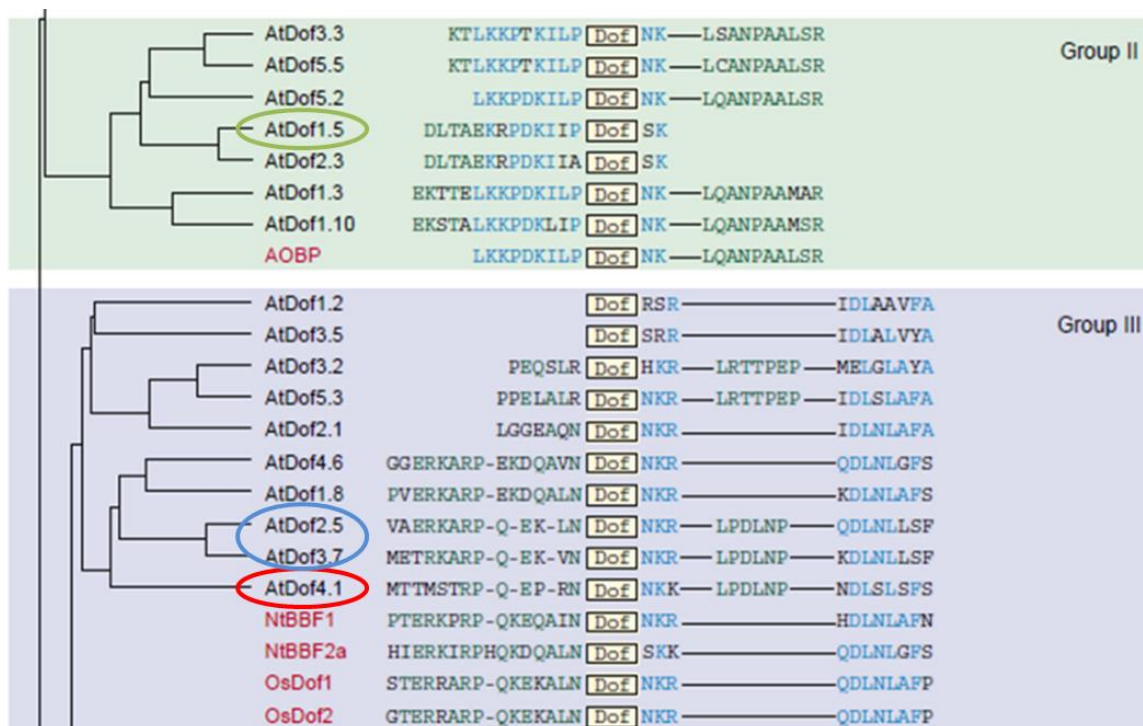 AtDof3.3 KTLKKPTKILP Dof NK LSANPAALSR
Group II
AtDof5.5 KTLKKPTKILP Dof NK LCANPAALSR
AtDof5.2 LKKPDKILP Dof NK LQANPAALSR
AtDof1.5 DLTAEKRPDKIIP Dof SK
AtDof2.3 DLTAEKRPDKIIA Dof SK
AtDof1.3 EKTTELKKPDKILP Dof NK LQANPAAMAR
AtDof1.10 EKSTALKKPDKLIP Dof NK LQANPAAMSR
AOBP LKKPDKILP Dof NK LQANPAALSR
AtDof1.2 Dof RSR IDLAAVFA
Group III
AtDof3.5 Dof SRR IDLALVYA
AtDof3.2 PEQSLR Dof HKR LRTTPEP MELGLAYA
AtDof5.3 PPELALR Dof NKR LRTTPEP IDLSLAFA
AtDof2.1 LGGEAQN Dof NKR IDLNLAFA
AtDof4.6 GGERKARP-EKDQAVN Dof NKR QDLNLGFS
AtDof1.8 PVERKARP-EKDQALN Dof NKR KDLNLAFS
AtDof2.5 VAERKARP-Q-EK-LN Dof NKR LPDLNP QDLNLLSF
AtDof3.7 METRKARP-Q-EK-VN Dof NKR LPDLNP KDLNLLSF
AtDof4.1 MTTMSTRP-Q-EP-RN Dof NKK LPDLNP NDLSLSFS
NtBBF1 PTERKPRP-QKEQAIN Dof NKR HDLNLAFN
NtBBF2a HIERKIRPHQKDQALN Dof SKK QDLNLGFS
OsDof1 STERRARP-QKEKALN Dof NKR QDLNLAFP
OsDof2 GTERRARP-QKEKALN Dof NKR QDLNLAFP